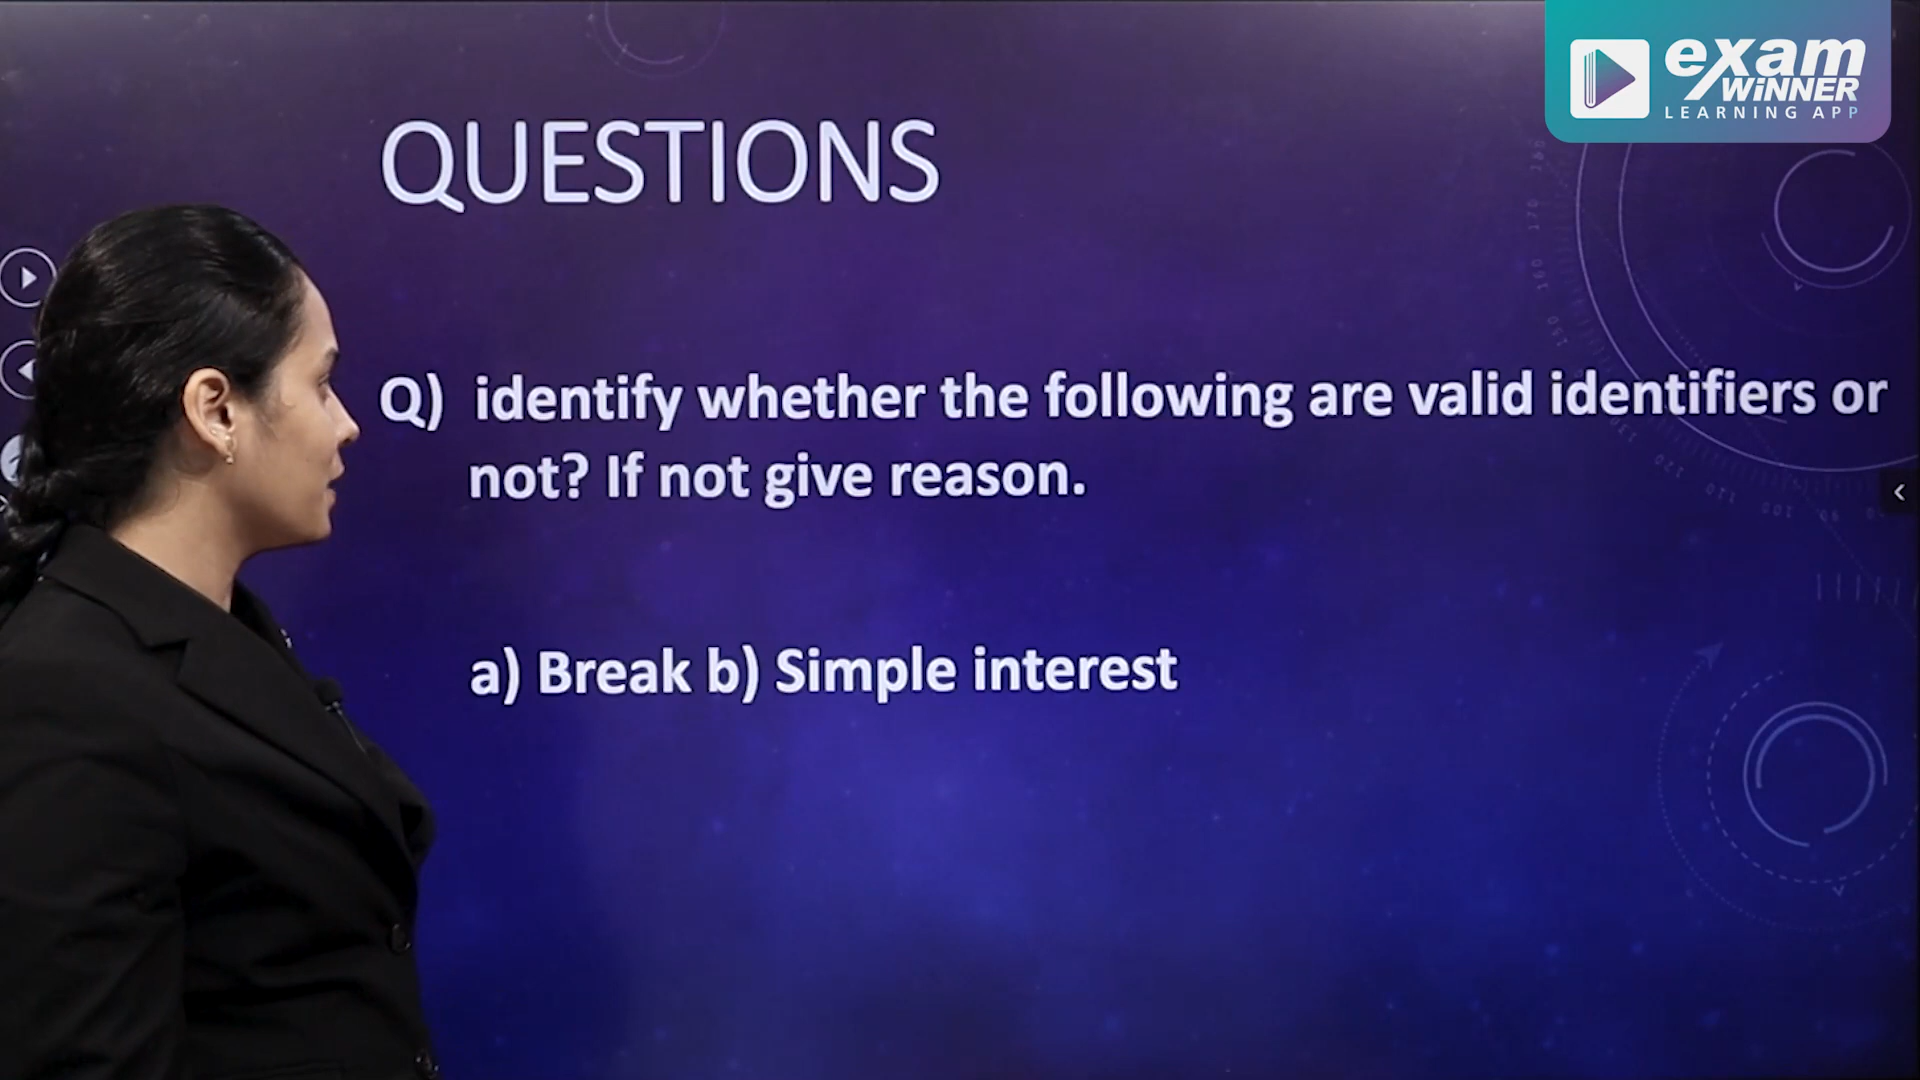 exam
WiNNER
LEARNING APP
QUESTIONS
Q) identify whether the following are valid identifiers or
not? If not give reason.
a) Break b) Simple interest